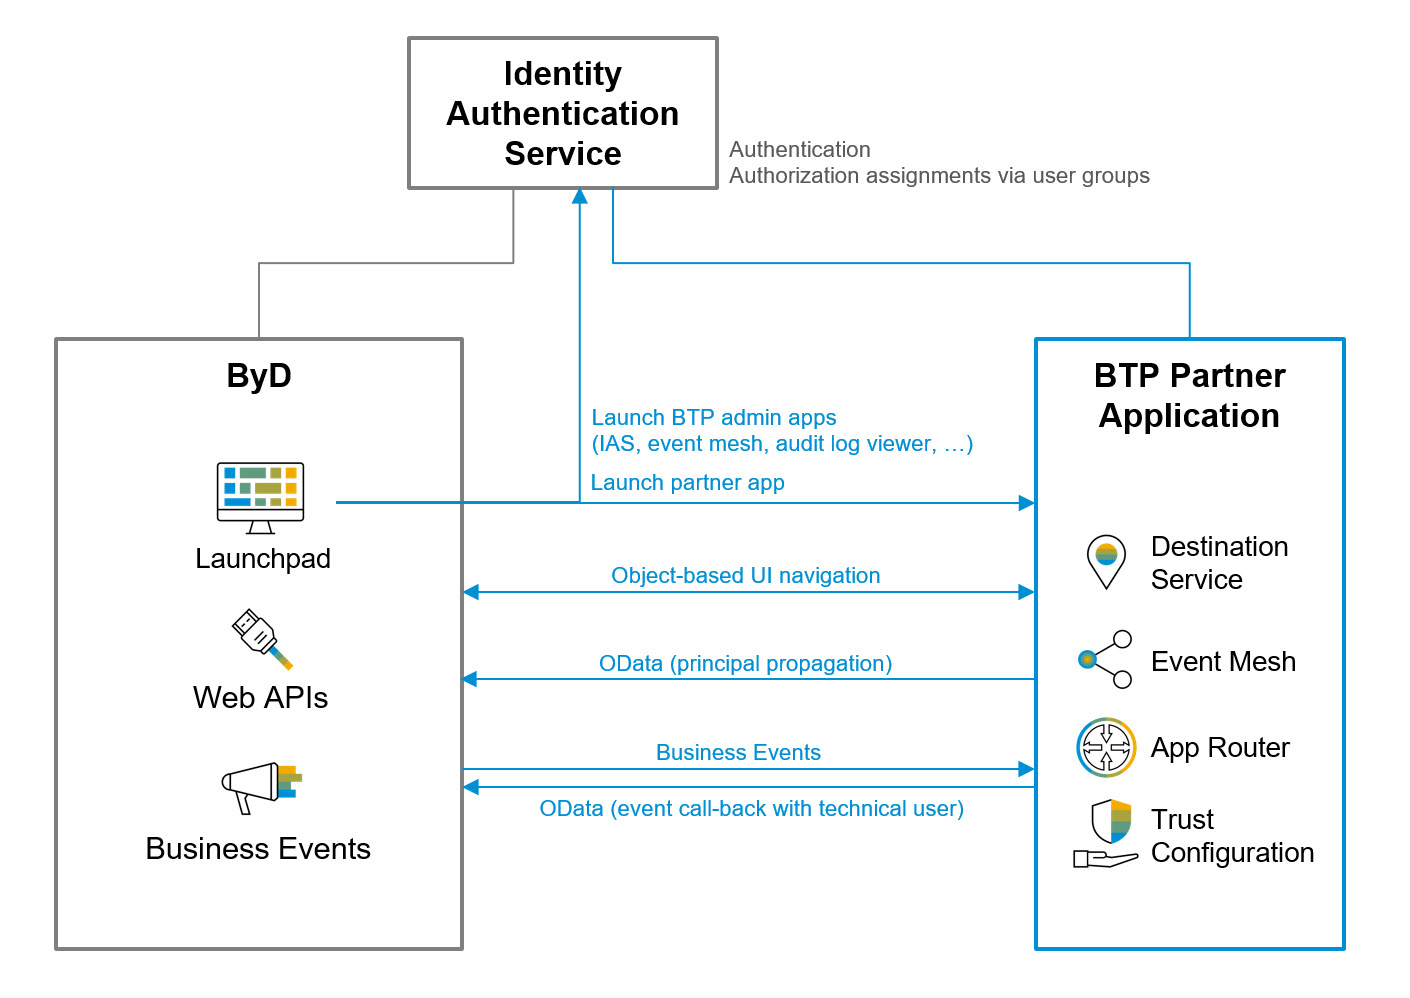 Identity
Authentication
Service
Authentication
Authorization assignments via user groups
ByD
Launchpad
Web APIs
Business Events
Launch BTP admin apps
(IAS, event mesh, audit log viewer, …)
Launch partner app
Object-based UI navigation
OData (principal propagation)
Business Events
OData (event call-back with technical user)
BTP Partner
Application
Destination
Service
Event Mesh
App Router
Trust
Configuration